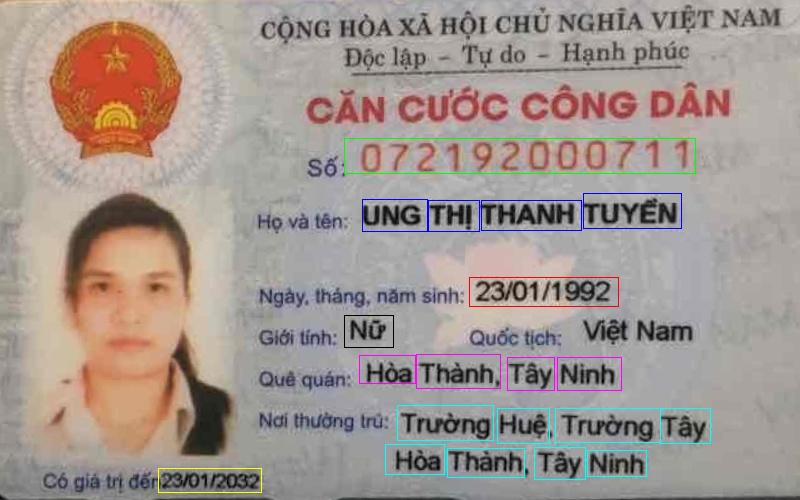 CỘNG HÒA XÃ HỘI CHỦ NGHĨA VIỆT NAM
Độc lập – Tự do – Hạnh phúc
CĂN CƯỚC CÔNG DÂN
Số: 072192000711
Họ và tên: UNG THỊ THANH TUYỀN
Ngày, tháng, năm sinh: 23/01/1992
Giới tính: Nữ Quốc tịch: Việt Nam
Quê quán: Hòa Thành, Tây Ninh
Nơi thường trú: Trường Huệ, Trường Tây
Hòa Thành, Tây Ninh
Có giá trị đến 23/01/2032